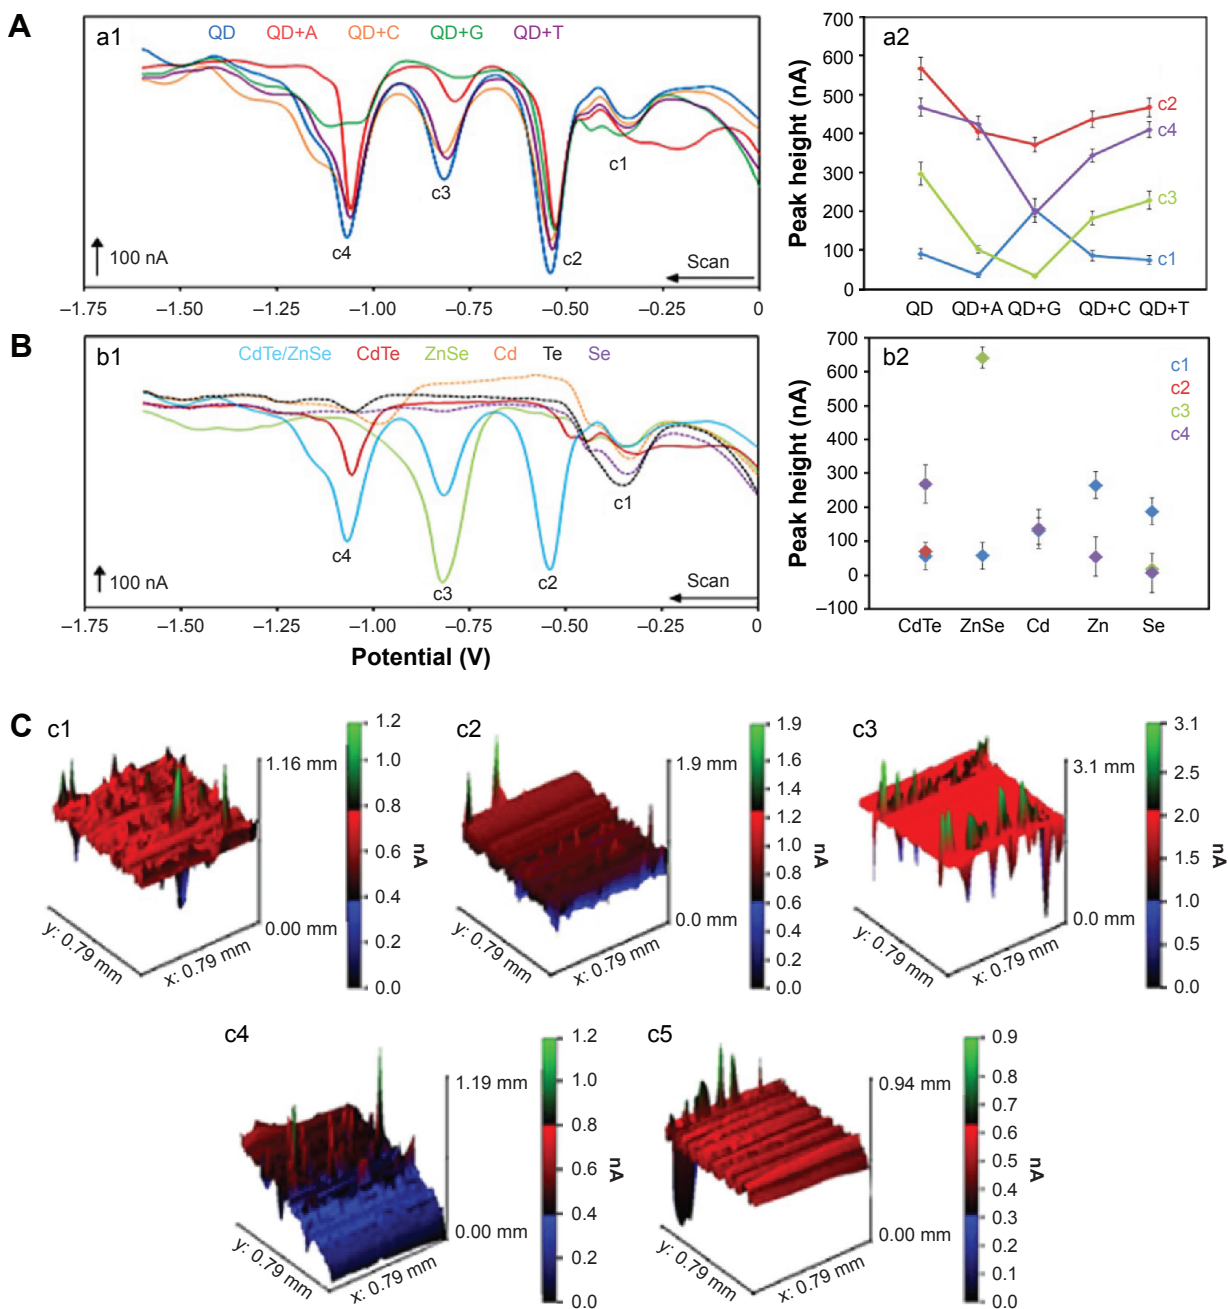 A
a1
QD QD+A QD+C QD+G QD+T
c1
c3
c4
c2
100 nA
Scan
–1.75 –1.50 –1.25 –1.00 –0.75 –0.50 –0.25 0
a2
Peak height (nA)
700
600
500
400
300
200
100
0
c2
c4
c3
c1
QD QD+A QD+G QD+C QD+T
B
b1
CdTe/ZnSe CdTe ZnSe Cd Te Se
c1
c4
c3
c2
100 nA
Scan
–1.75 –1.50 –1.25 –1.00 –0.75 –0.50 –0.25 0
Potential (V)
b2
Peak height (nA)
700
600
500
400
300
200
100
0
–100
c1
c2
c3
c4
CdTe ZnSe Cd Zn Se
C
c1
1.16 mm
0.00 mm
y: 0.79 mm
x: 0.79 mm
1.2
1.0
0.8
0.6
0.4
0.2
0.0
nA
c2
1.9 mm
0.0 mm
y: 0.79 mm
x: 0.79 mm
1.9
1.8
1.6
1.4
1.2
1.0
0.8
0.6
0.4
0.2
0.0
nA
c3
3.1 mm
0.0 mm
y: 0.79 mm
x: 0.79 mm
3.1
2.5
2.0
1.5
1.0
0.5
0.0
nA
c4
1.19 mm
0.00 mm
y: 0.79 mm
x: 0.79 mm
1.2
1.0
0.8
0.6
0.4
0.2
0.0
nA
c5
0.94 mm
0.00 mm
y: 0.79 mm
x: 0.79 mm
0.9
0.8
0.7
0.6
0.5
0.4
0.3
0.2
0.1
0.0
nA